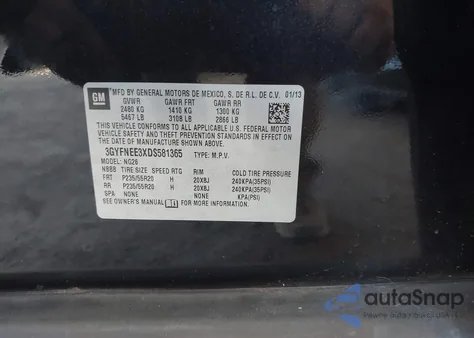 GM
MFD BY GENERAL MOTORS DE MEXICO, S. DE R.L. DE C.V. 01/13
GVWR GAWR FRT GAWR RR
2480 KG 1410 KG 1300 KG
5467 LB 3108 LB 2866 LB
THIS VEHICLE CONFORMS TO ALL APPLICABLE U.S. FEDERAL MOTOR
VEHICLE SAFETY, BUMPER, AND THEFT PREVENTION STANDARDS IN EFFECT
ON THE DATE OF MANUFACTURE SHOWN ABOVE.
3GYFNEE3XDS581365 TYPE: M.P.V.
MODEL: NG26
NBBB TIRE SIZE SPEED RTG RIM COLD TIRE PRESSURE
FRT P235/55R20 H 20X8J 240KPA(35PSI)
RR P235/55R20 H 20X8J 240KPA(35PSI)
SPA NONE NONE KPA(PSI)
SEE OWNER'S MANUAL FOR MORE INFORMATION.
autoSnap